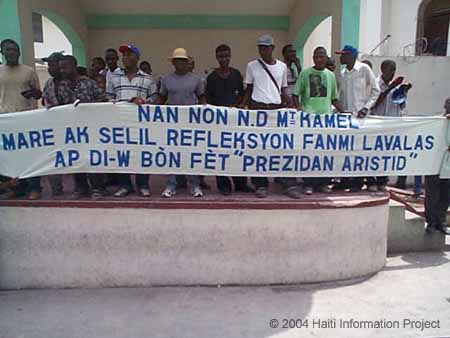 NAN NON N.D MT KAMEL
MARE AK SELIL REFLEKSYON FANMI LAVALAS
AP DI-W BÒN FÈT "PREZIDAN ARISTID"
© 2004 Haiti Information Project